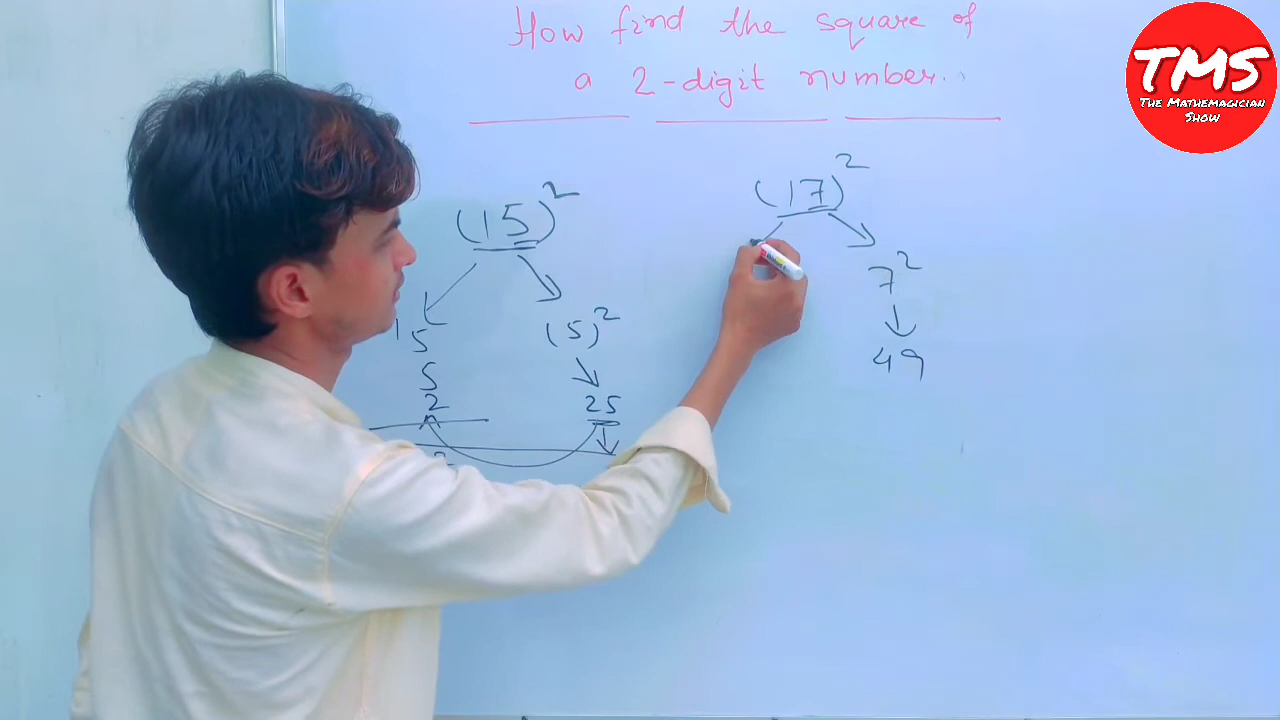 How find the square of
a 2-digit number.
TMS
THE MATHEMAGICIAN
SHOW
(15)²
(17)²
7²
15
(5)²
5
49
2
25